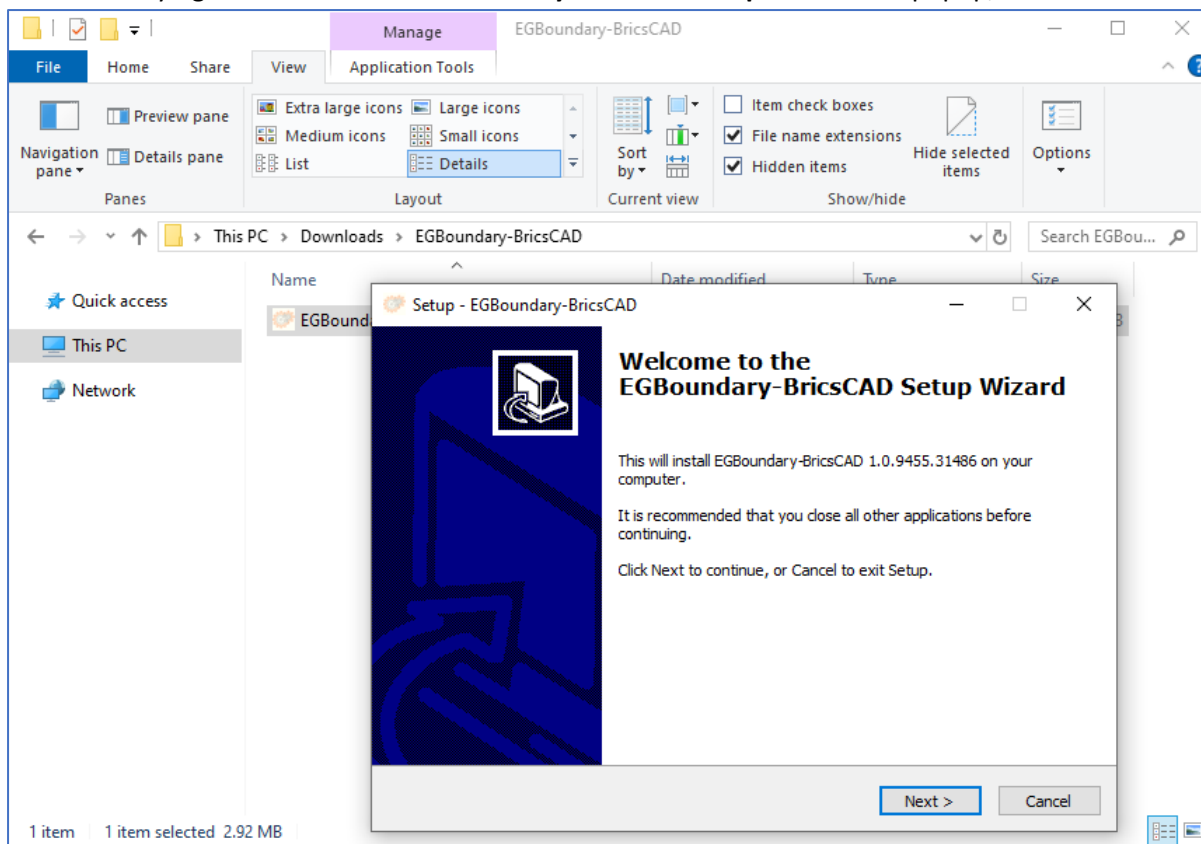 Manage
EGBoundary-BricsCAD
File Home Share View Application Tools
Navigation pane
Preview pane
Details pane
Panes
Extra large icons Large icons
Medium icons Small icons
List Details
Layout
Sort by
Current view
Item check boxes
File name extensions
Hidden items
Hide selected items
Show/hide
Options
This PC > Downloads > EGBoundary-BricsCAD
Search EGBou...
Name Date modified Type Size
Quick access
This PC
Network
EGBound
Setup - EGBoundary-BricsCAD
Welcome to the
EGBoundary-BricsCAD Setup Wizard
This will install EGBoundary-BricsCAD 1.0.9455.31486 on your
computer.
It is recommended that you close all other applications before
continuing.
Click Next to continue, or Cancel to exit Setup.
Next > Cancel
1 item 1 item selected 2.92 MB